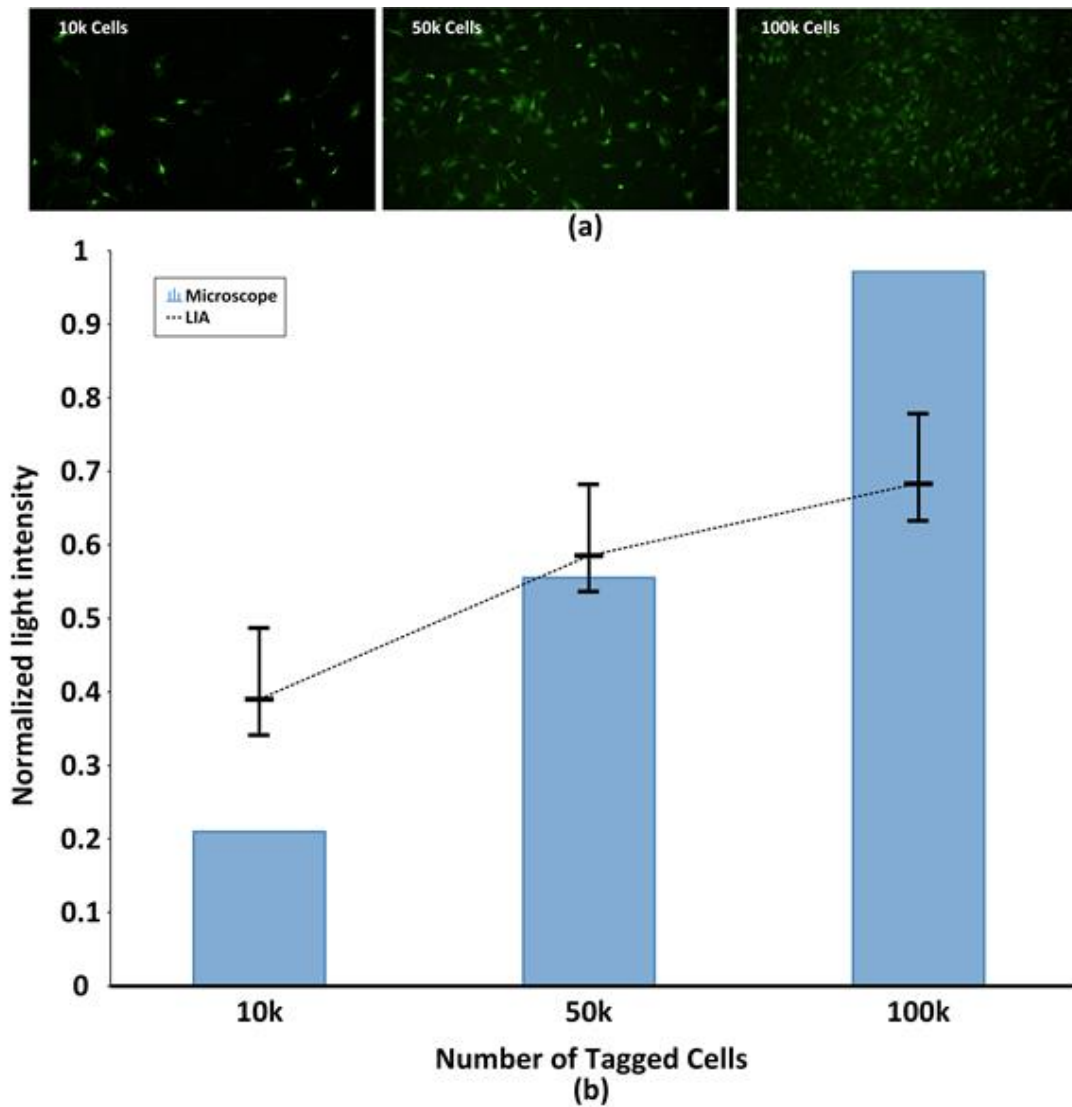 10k Cells
50k Cells
100k Cells
(a)
1
0.9
0.8
0.7
0.6
0.5
0.4
0.3
0.2
0.1
0
Normalized light intensity
Microscope
LIA
10k
50k
100k
Number of Tagged Cells
(b)